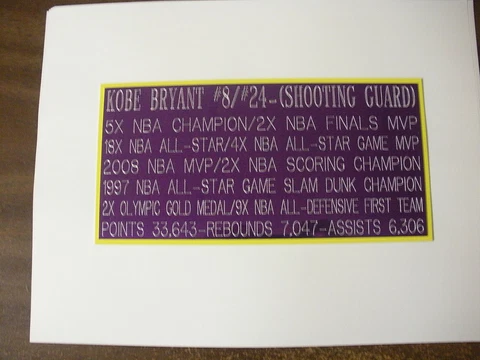 KOBE BRYANT #8/#24-(SHOOTING GUARD)
5X NBA CHAMPION/2X NBA FINALS MVP
18X NBA ALL-STAR/4X NBA ALL-STAR GAME MVP
2008 NBA MVP/2X NBA SCORING CHAMPION
1997 NBA ALL-STAR GAME SLAM DUNK CHAMPION
2X OLYMPIC GOLD MEDAL/9X NBA ALL-DEFENSIVE FIRST TEAM
POINTS 33,643-REBOUNDS 7,047-ASSISTS 6,306